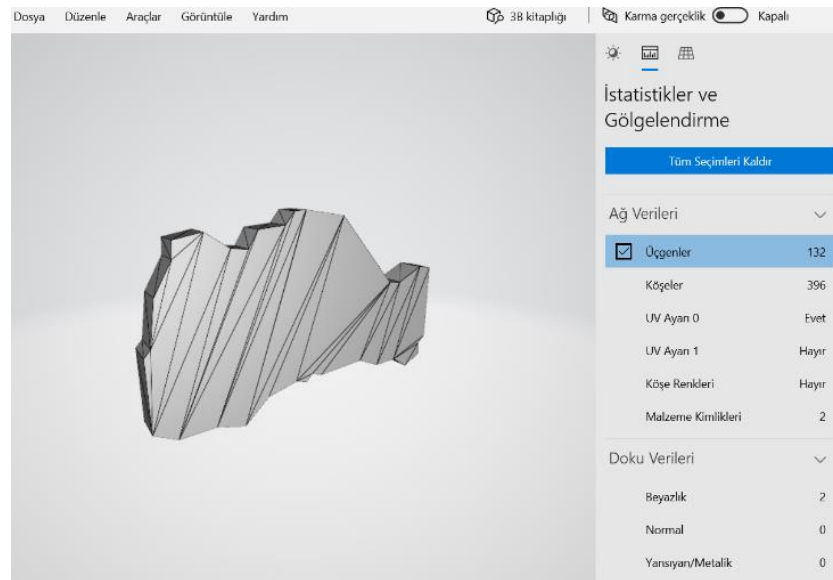 Dosya Düzenle Araçlar Görüntüle Yardım 3B kitaplığı Karma gerçeklik Kapalı
İstatistikler ve
Gölgelendirme
Tüm Seçimleri Kaldır
Ağ Verileri
Üçgenler 132
Köşeler 396
UV Ayarı 0 Evet
UV Ayarı 1 Hayır
Köşe Renkleri Hayır
Malzeme Kimlikleri 2
Doku Verileri
Beyazlık 2
Normal 0
Yansıyan/Metalik 0